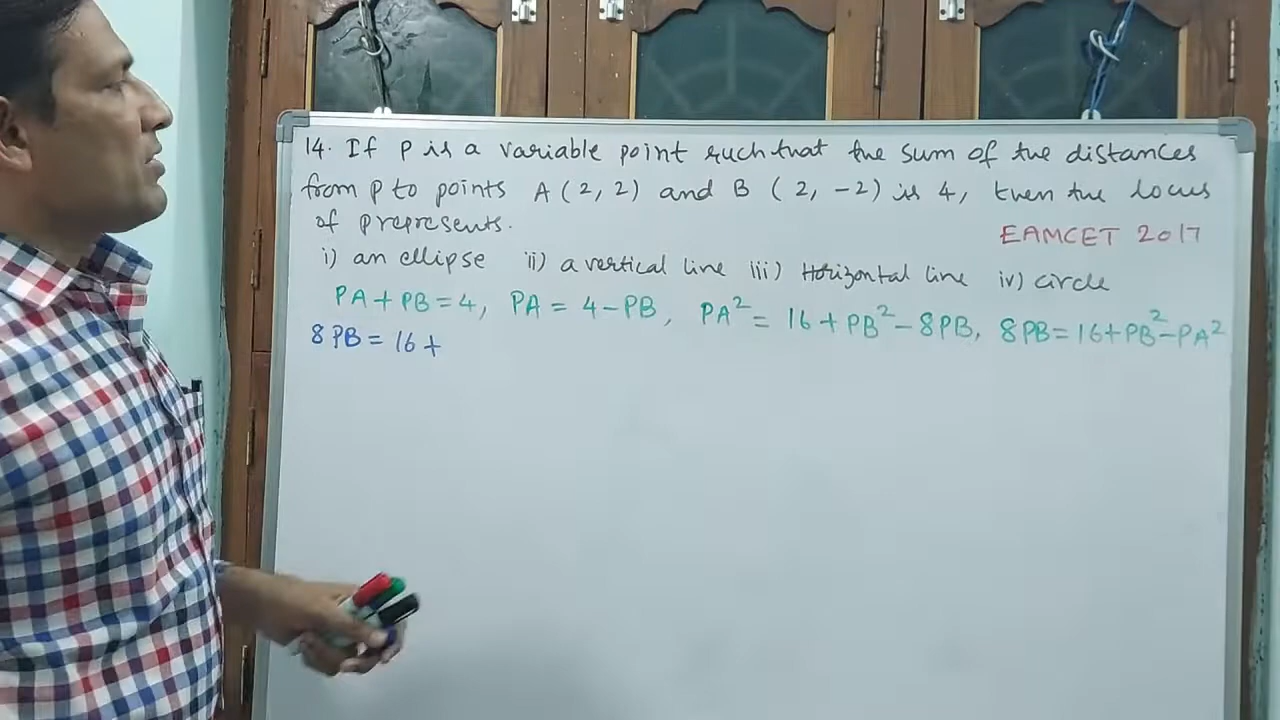 14. If P is a variable point such that the sum of the distances
from P to points A (2, 2) and B (2, -2) is 4, then the locus
of P represents.
EAMCET 2017
i) an ellipse ii) a vertical line iii) Horizontal line iv) circle
PA + PB = 4, PA = 4 - PB, PA² = 16 + PB² - 8PB, 8PB = 16 + PB² - PA²
8PB = 16 +